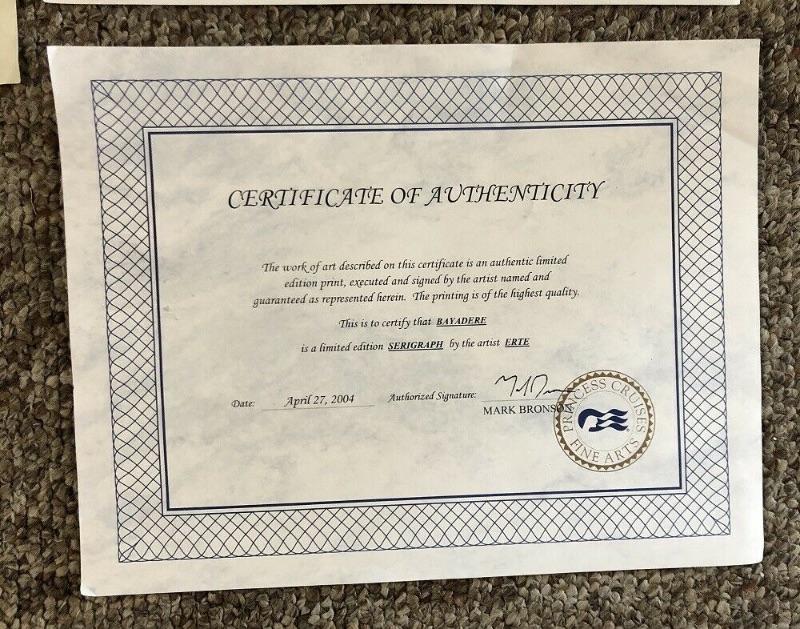 CERTIFICATE OF AUTHENTICITY
The work of art described on this certificate is an authentic limited
edition print, executed and signed by the artist named and
guaranteed as represented herein. The printing is of the highest quality.
This is to certify that BAYADERE
is a limited edition SERIGRAPH by the artist ERTE
Date: April 27, 2004 Authorized Signature:
MARK BRONSON
PRINCESS CRUISES
FINE ARTS